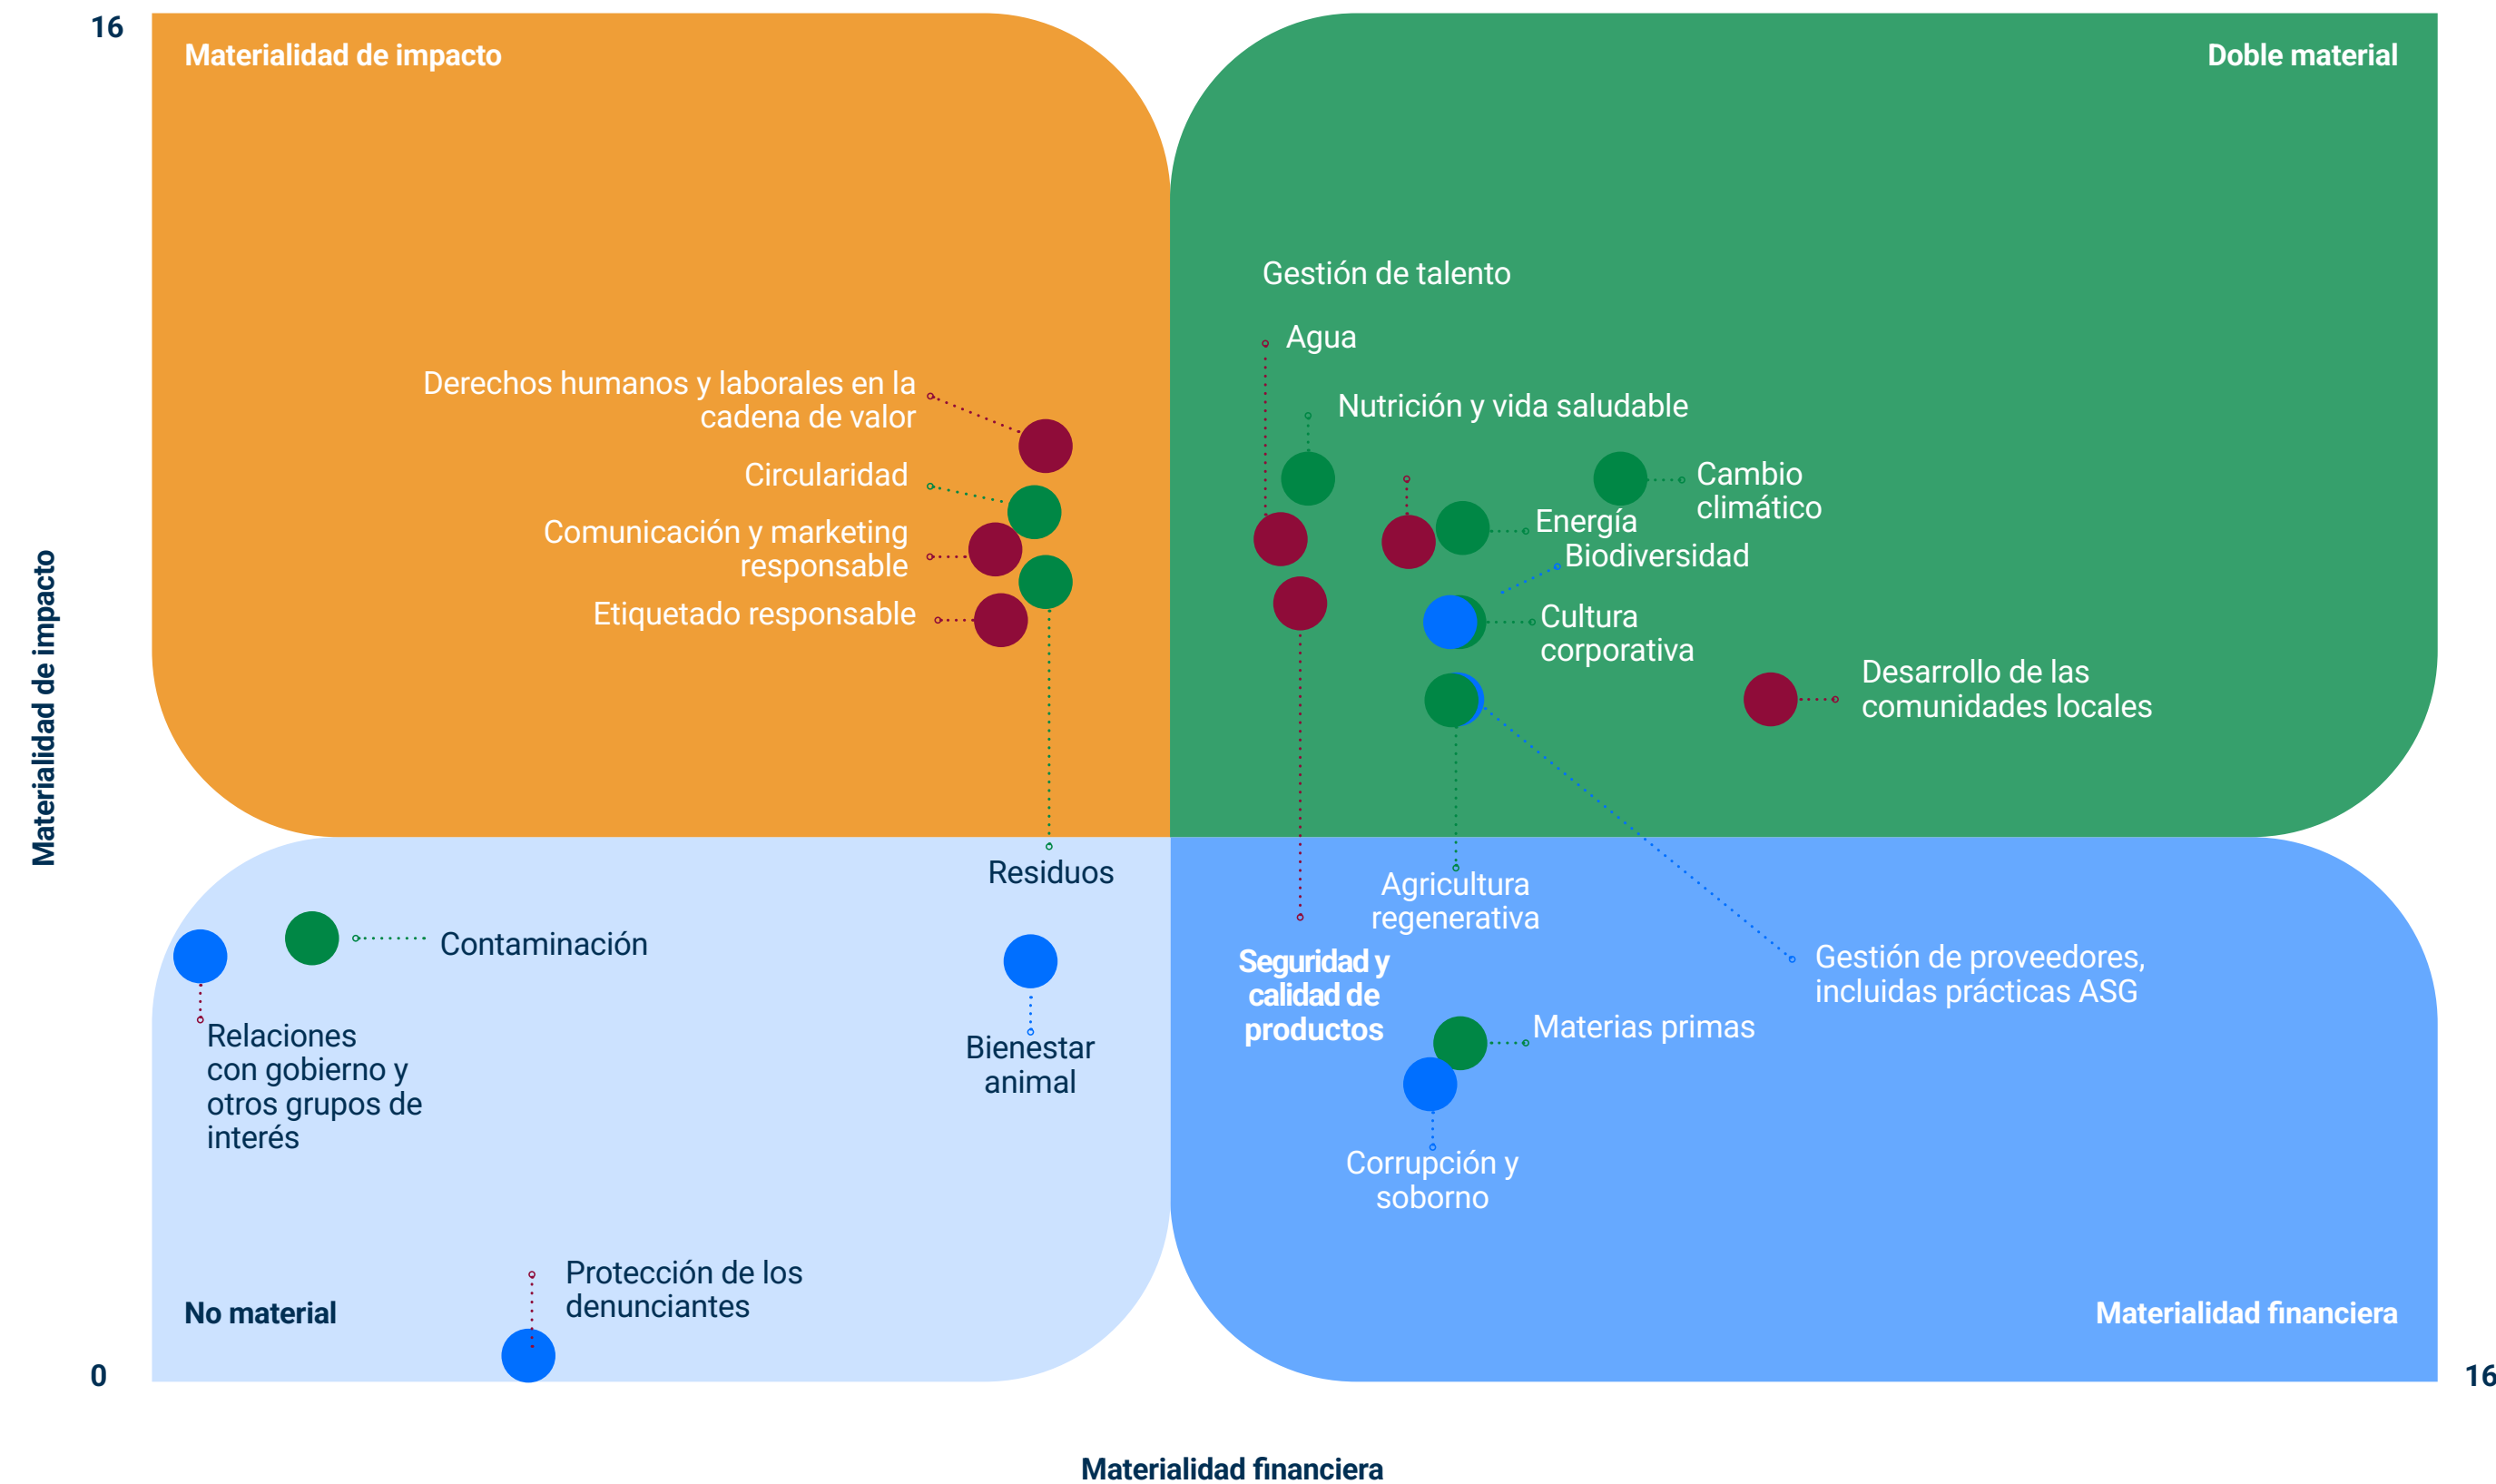 16
Materialidad de impacto
Doble material
Gestión de talento
Agua
Nutrición y vida saludable
Derechos humanos y laborales en la
cadena de valor
Circularidad
Cambio
climático
Energía
Comunicación y marketing
responsable
Biodiversidad
Etiquetado responsable
Cultura
corporativa
Desarrollo de las
comunidades locales
Materialidad de impacto
Residuos
Agricultura
regenerativa
Contaminación
Seguridad y
calidad de
productos
Gestión de proveedores,
incluidas prácticas ASG
Materias primas
Relaciones
con gobierno y
otros grupos de
interés
Bienestar
animal
Corrupción y
soborno
Protección de los
denunciantes
No material
Materialidad financiera
0
16
Materialidad financiera